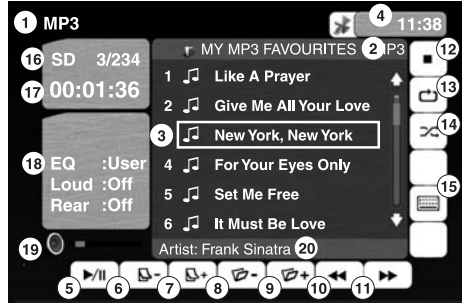 1 MP3
4 11:38
MY MP3 FAVOURITES 2 P3
12
16 SD 3/234
17 00:01:36
1 Like A Prayer
2 Give Me All Your Love
3 New York, New York
4 For Your Eyes Only
5 Set Me Free
6 It Must Be Love
13
14
15
18 EQ :User
Loud :Off
Rear :Off
19
Artist: Frank Sinatra 20
5 6 7 8 9 10 11